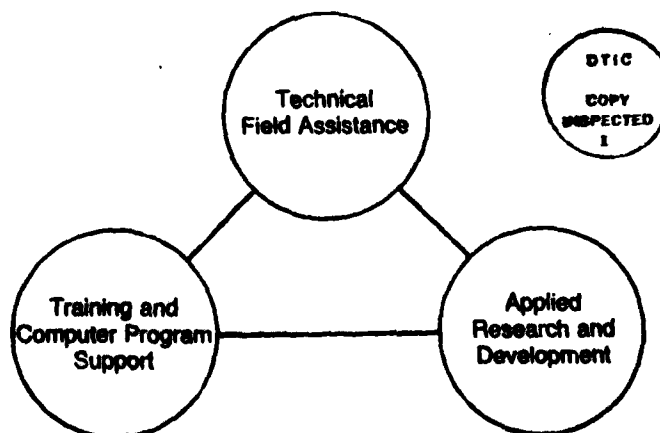 Technical
Field Assistance
DTIC
COPY
INSPECTED
1
Training and
Computer Program
Support
Applied
Research and
Development